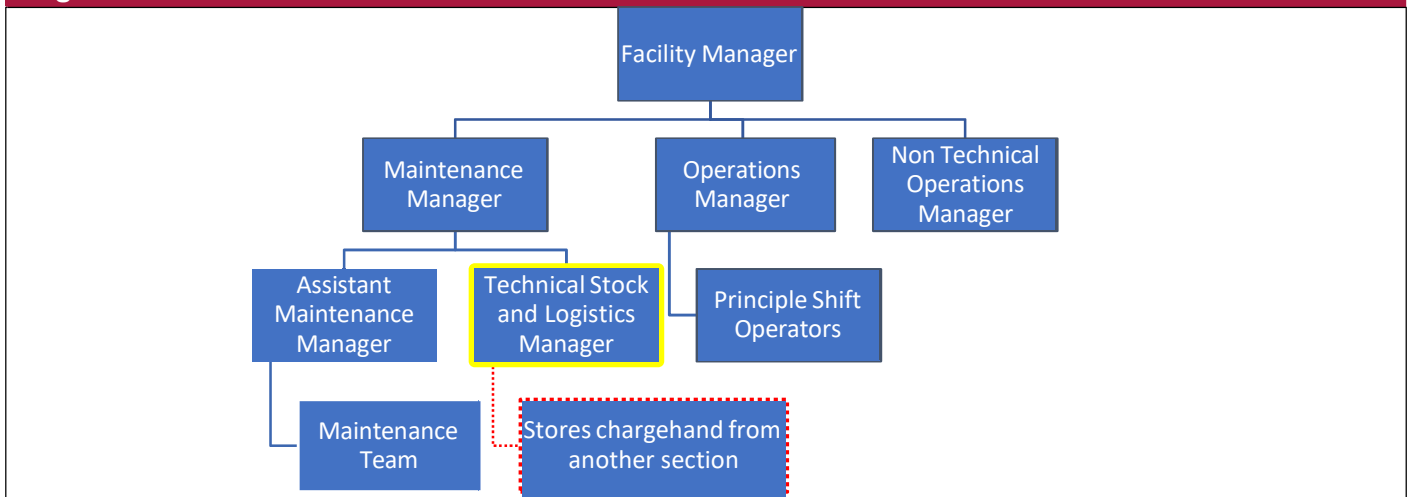 Facility Manager
Maintenance
Manager
Operations
Manager
Non Technical
Operations
Manager
Assistant
Maintenance
Manager
Technical Stock
and Logistics
Manager
Principle Shift
Operators
Maintenance
Team
Stores chargehand from
another section